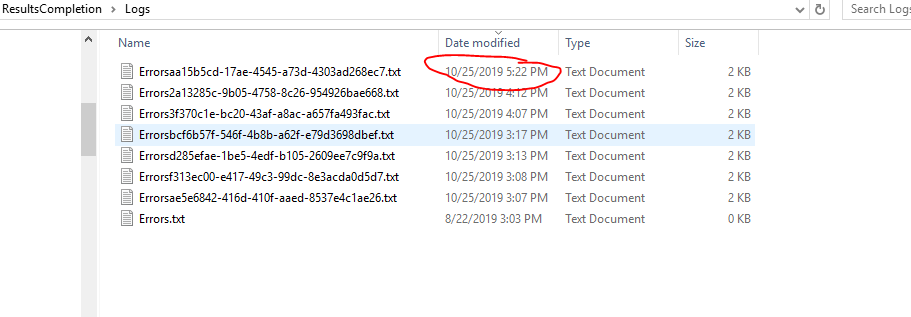 ResultsCompletion > Logs
Search Logs
Name Date modified Type Size
Errorsaa15b5cd-17ae-4545-a73d-4303ad268ec7.txt 10/25/2019 5:22 PM Text Document 2 KB
Errors2a13285c-9b05-4758-8c26-954926bae668.txt 10/25/2019 4:12 PM Text Document 2 KB
Errors3f370c1e-bc20-43af-a8ac-a657fa493fac.txt 10/25/2019 4:07 PM Text Document 2 KB
Errorsbcf6b57f-546f-4b8b-a62f-e79d3698dbef.txt 10/25/2019 3:17 PM Text Document 2 KB
Errorsd285efae-1be5-4edf-b105-2609ee7c9f9a.txt 10/25/2019 3:13 PM Text Document 2 KB
Errorsf313ec00-e417-49c3-99dc-8e3acda0d5d7.txt 10/25/2019 3:08 PM Text Document 2 KB
Errorsae5e6842-416d-410f-aaed-8537e4c1ae26.txt 10/25/2019 3:07 PM Text Document 2 KB
Errors.txt 8/22/2019 3:03 PM Text Document 0 KB